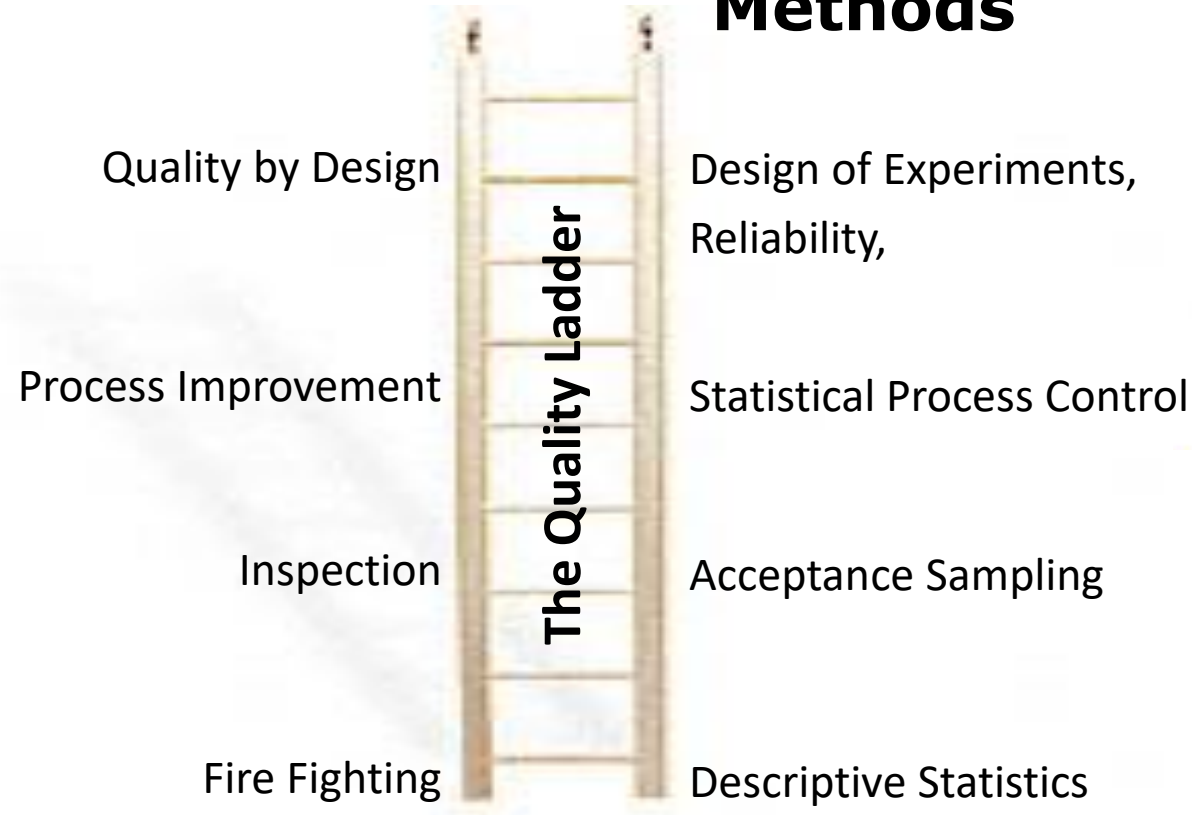 Methods
Quality by Design
Design of Experiments,
Reliability,
The Quality Ladder
Process Improvement
Statistical Process Control
Inspection
Acceptance Sampling
Fire Fighting
Descriptive Statistics